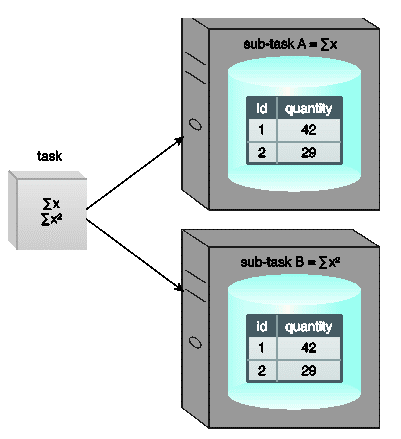 sub-task A = ∑x
id quantity
1 42
2 29
task
∑x
∑x²
sub-task B = ∑x²
id quantity
1 42
2 29